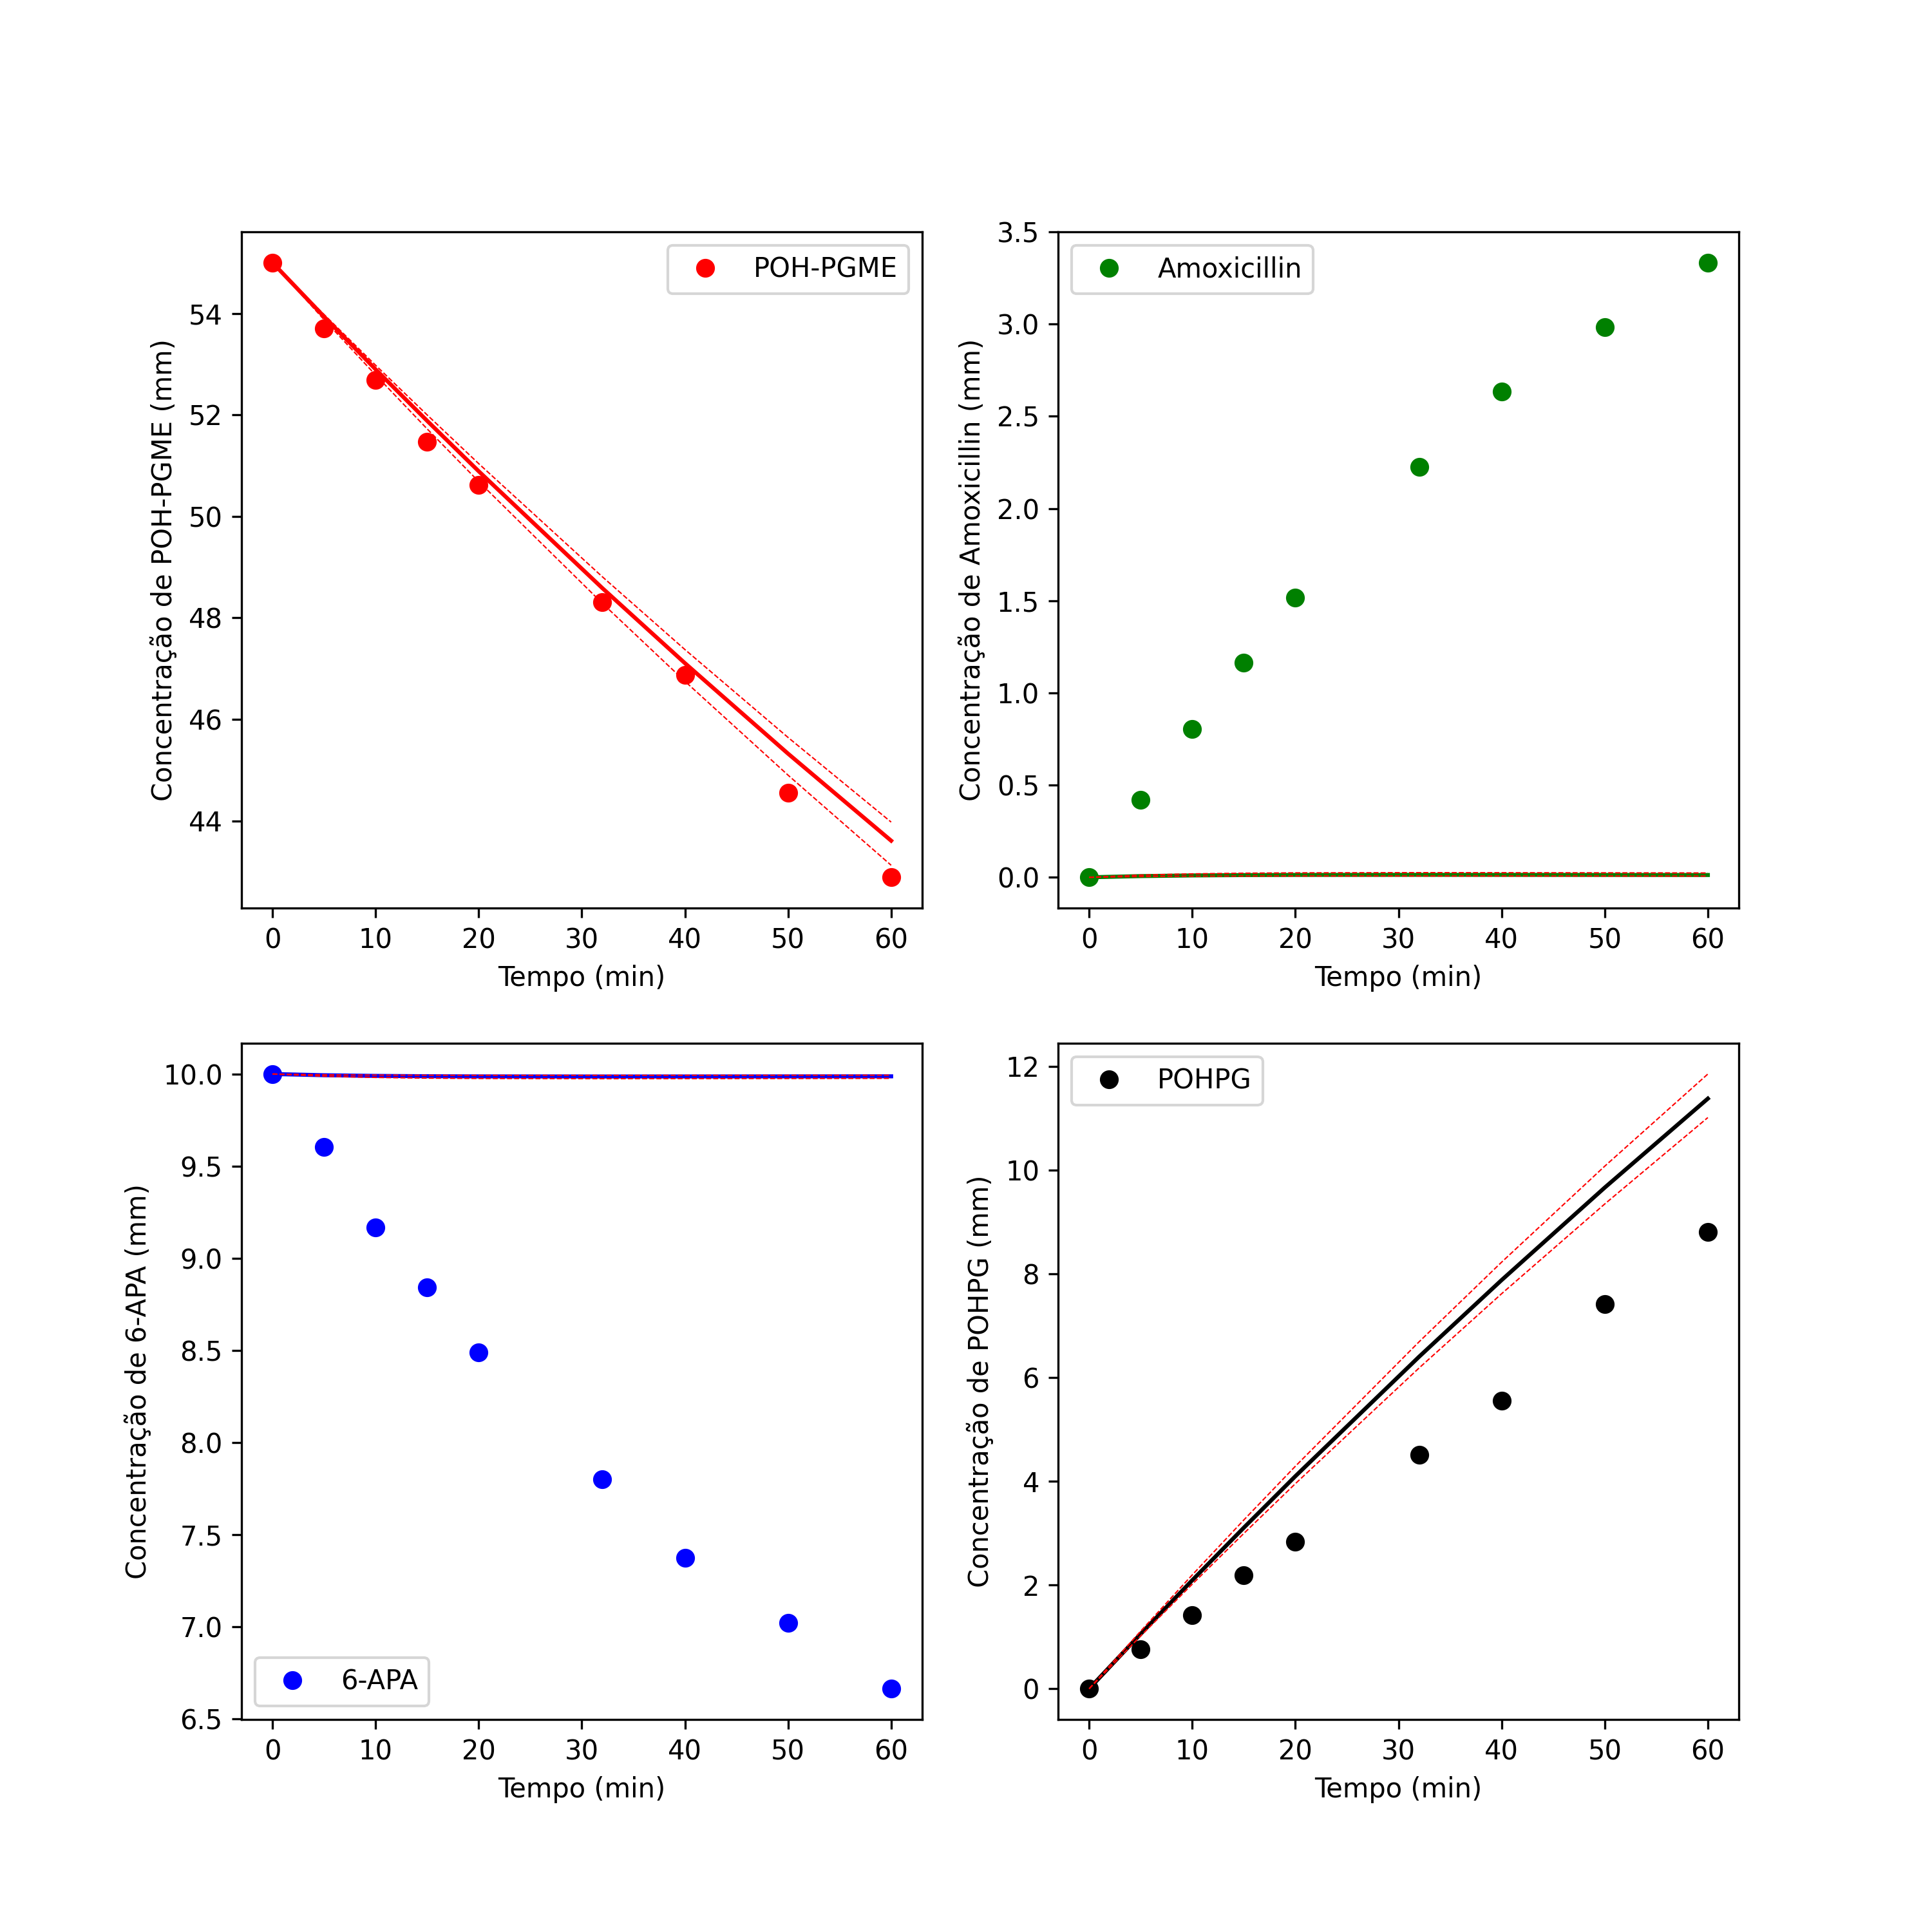 POH-PGME
Concentração de POH-PGME (mm)
54
52
50
48
46
44
0 10 20 30 40 50 60
Tempo (min)
Amoxicillin
Concentração de Amoxicillin (mm)
3.5
3.0
2.5
2.0
1.5
1.0
0.5
0.0
0 10 20 30 40 50 60
Tempo (min)
Concentração de 6-APA (mm)
10.0
9.5
9.0
8.5
8.0
7.5
7.0
6.5
6-APA
0 10 20 30 40 50 60
Tempo (min)
POHPG
Concentração de POHPG (mm)
12
10
8
6
4
2
0
0 10 20 30 40 50 60
Tempo (min)